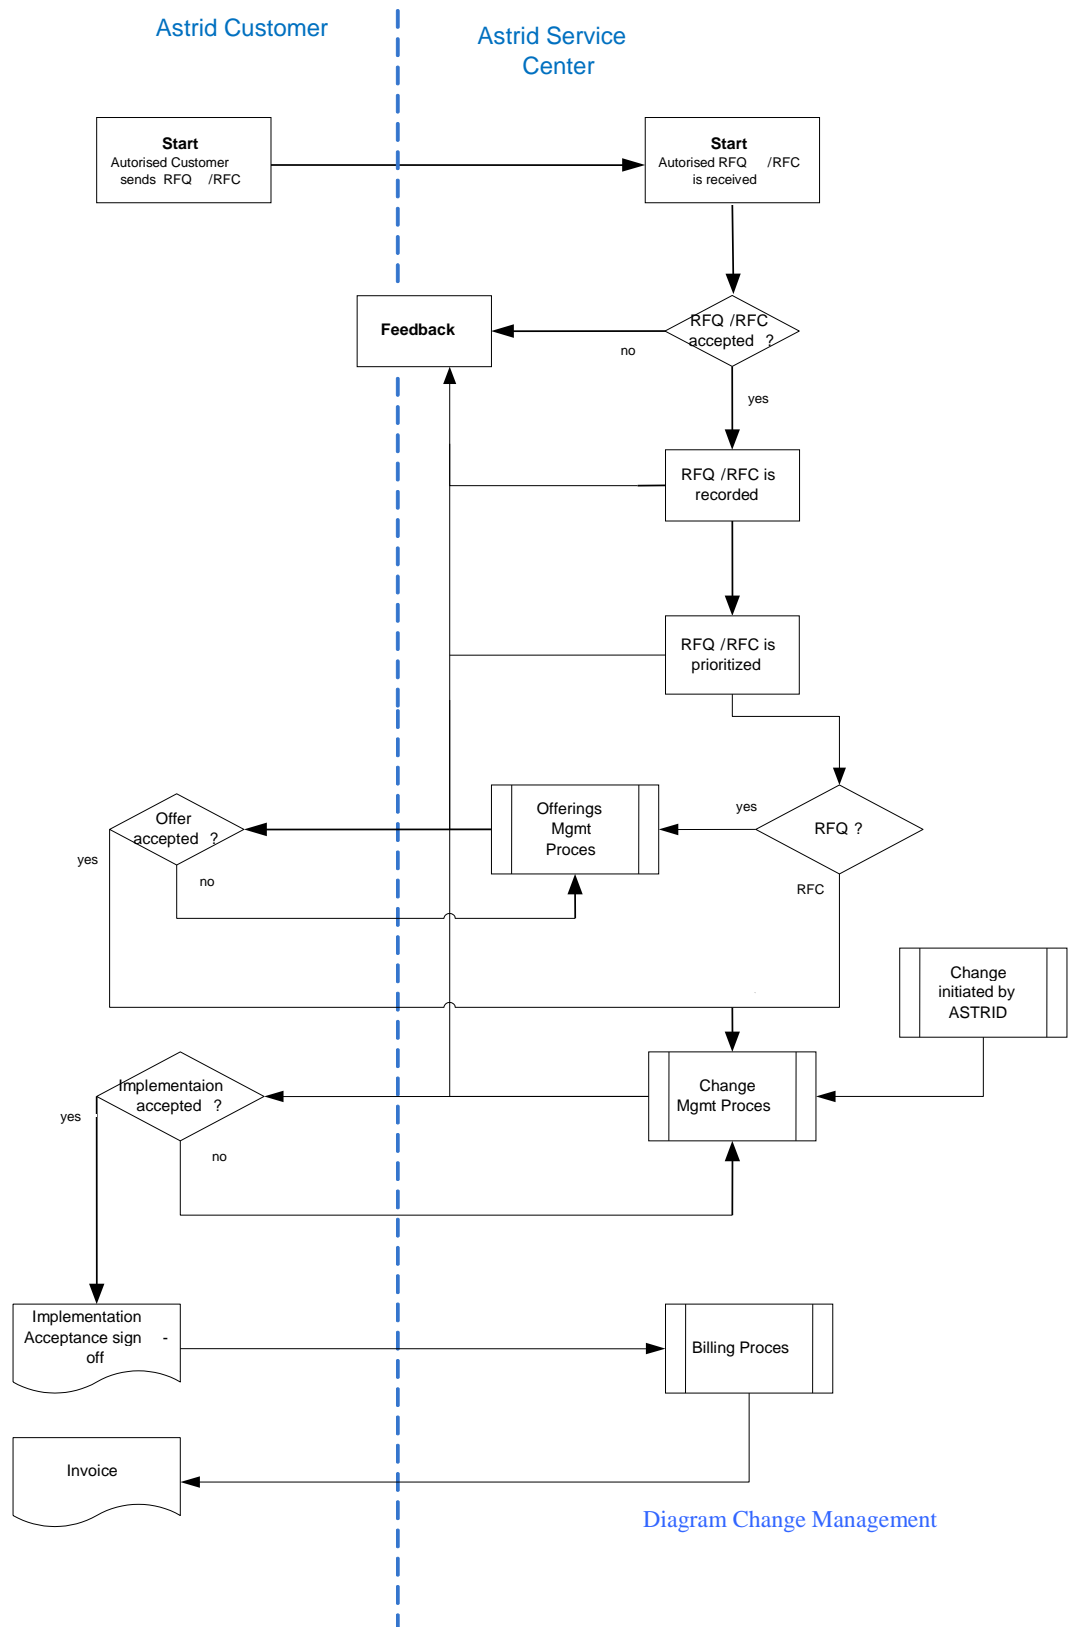 Astrid Customer
Astrid Service
Center
Start
Autorised Customer
sends RFQ /RFC
Start
Autorised RFQ /RFC
is received
Feedback
RFQ /RFC
accepted ?
no
yes
RFQ /RFC is
recorded
RFQ /RFC is
prioritized
Offer
accepted ?
yes
no
Offerings
Mgmt
Proces
yes
RFQ ?
RFC
Change
initiated by
ASTRID
Implementaion
accepted ?
yes
no
Change
Mgmt Proces
Implementation
Acceptance sign -
off
Billing Proces
Invoice
Diagram Change Management